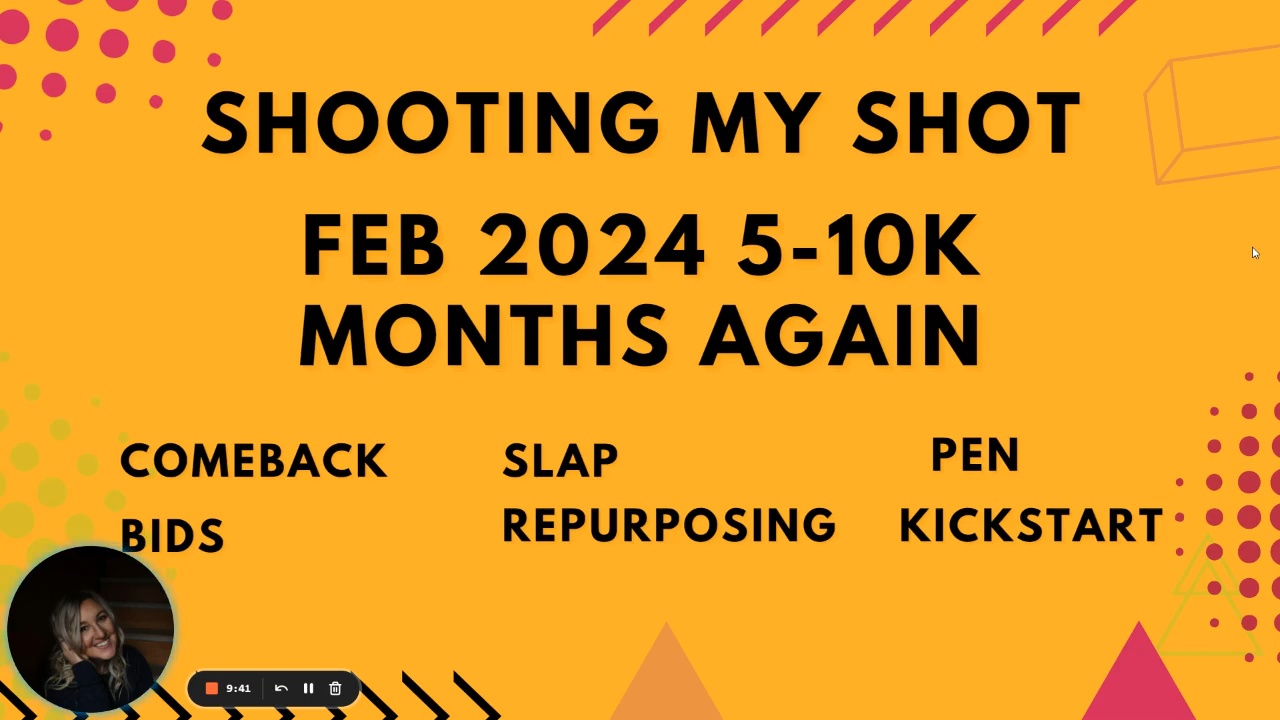 SHOOTING MY SHOT
FEB 2024 5-10K
MONTHS AGAIN
COMEBACK
BIDS
SLAP
REPURPOSING
PEN
KICKSTART
9:41